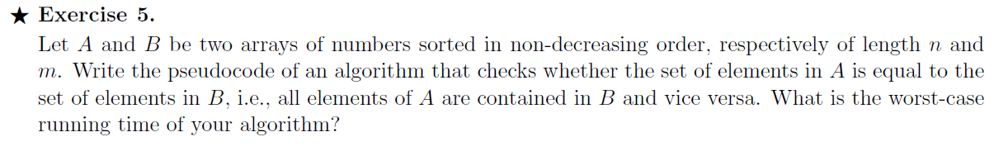 ★ Exercise 5.
Let A and B be two arrays of numbers sorted in non-decreasing order, respectively of length n and
m. Write the pseudocode of an algorithm that checks whether the set of elements in A is equal to the
set of elements in B, i.e., all elements of A are contained in B and vice versa. What is the worst-case
running time of your algorithm?